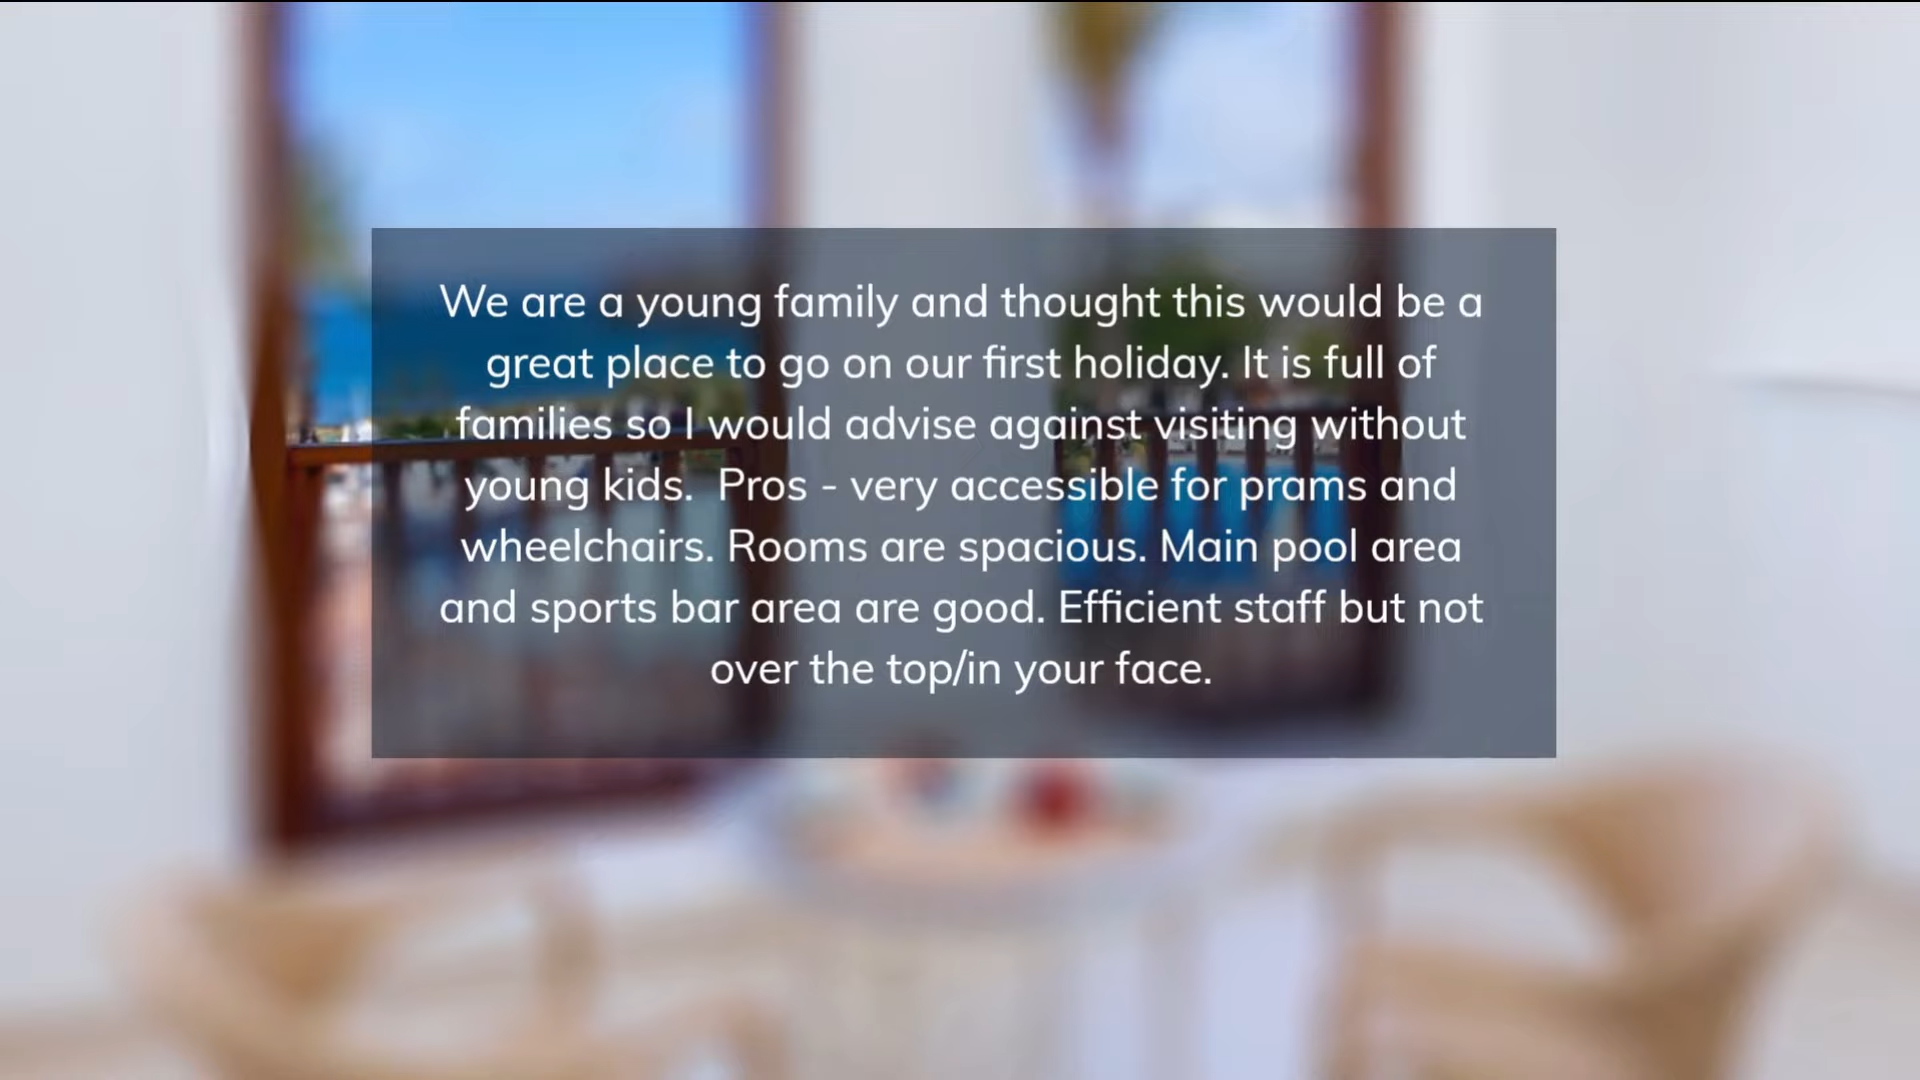 We are a young family and thought this would be a
great place to go on our first holiday. It is full of
families so I would advise against visiting without
young kids.  Pros - very accessible for prams and
wheelchairs. Rooms are spacious. Main pool area
and sports bar area are good. Efficient staff but not
over the top/in your face.